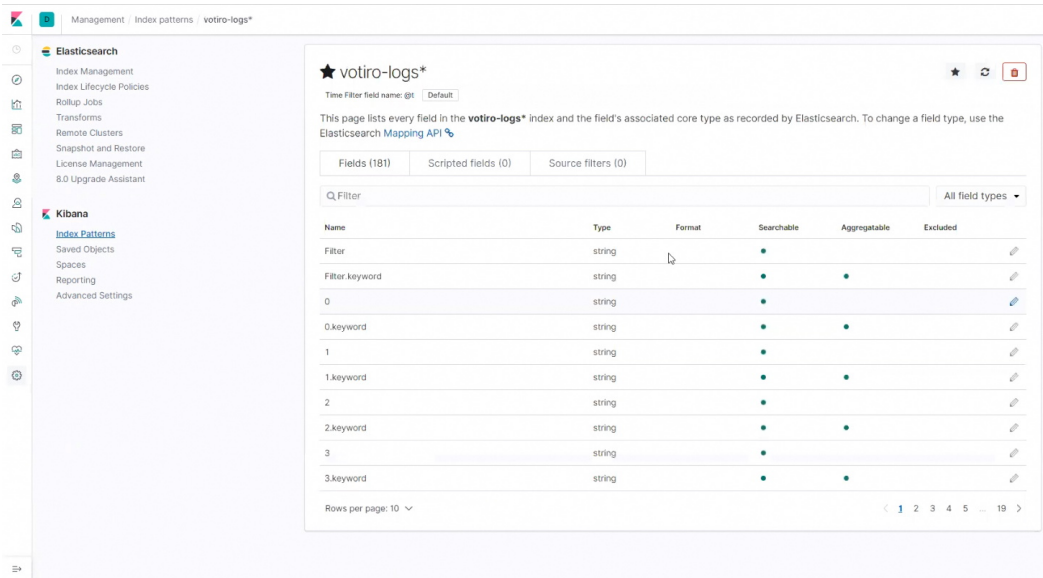 D Management / Index patterns / votiro-logs*
Elasticsearch
Index Management
Index Lifecycle Policies
Rollup Jobs
Transforms
Remote Clusters
Snapshot and Restore
License Management
8.0 Upgrade Assistant
Kibana
Index Patterns
Saved Objects
Spaces
Reporting
Advanced Settings
votiro-logs*
Time Filter field name: @t Default
This page lists every field in the votiro-logs* index and the field's associated core type as recorded by Elasticsearch. To change a field type, use the
Elasticsearch Mapping API
Fields (181) Scripted fields (0) Source filters (0)
Filter All field types
Name Type Format Searchable Aggregatable Excluded
Filter string
Filter.keyword string
0 string
0.keyword string
1 string
1.keyword string
2 string
2.keyword string
3 string
3.keyword string
Rows per page: 10 < 1 2 3 4 5 ... 19 >